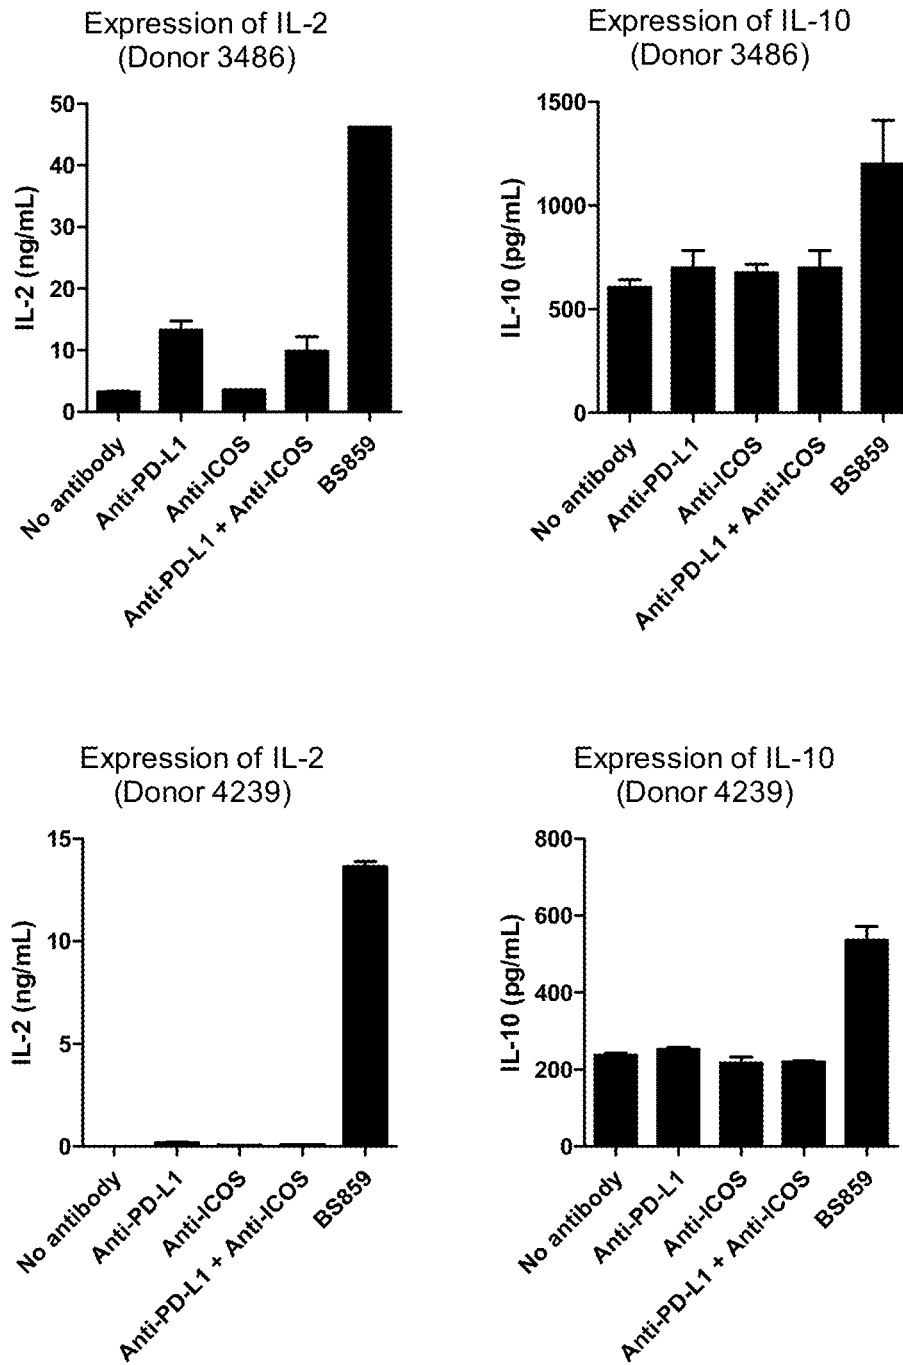 Expression of IL-2
(Donor 3486)
IL-2 (ng/mL)
50
40
30
20
10
0
No antibody
Anti-PD-L1
Anti-ICOS
Anti-PD-L1 + Anti-ICOS
BS859
Expression of IL-10
(Donor 3486)
IL-10 (pg/mL)
1500
1000
500
0
No antibody
Anti-PD-L1
Anti-ICOS
Anti-PD-L1 + Anti-ICOS
BS859
Expression of IL-2
(Donor 4239)
IL-2 (ng/mL)
15
10
5
0
No antibody
Anti-PD-L1
Anti-ICOS
Anti-PD-L1 + Anti-ICOS
BS859
Expression of IL-10
(Donor 4239)
IL-10 (pg/mL)
800
600
400
200
0
No antibody
Anti-PD-L1
Anti-ICOS
Anti-PD-L1 + Anti-ICOS
BS859